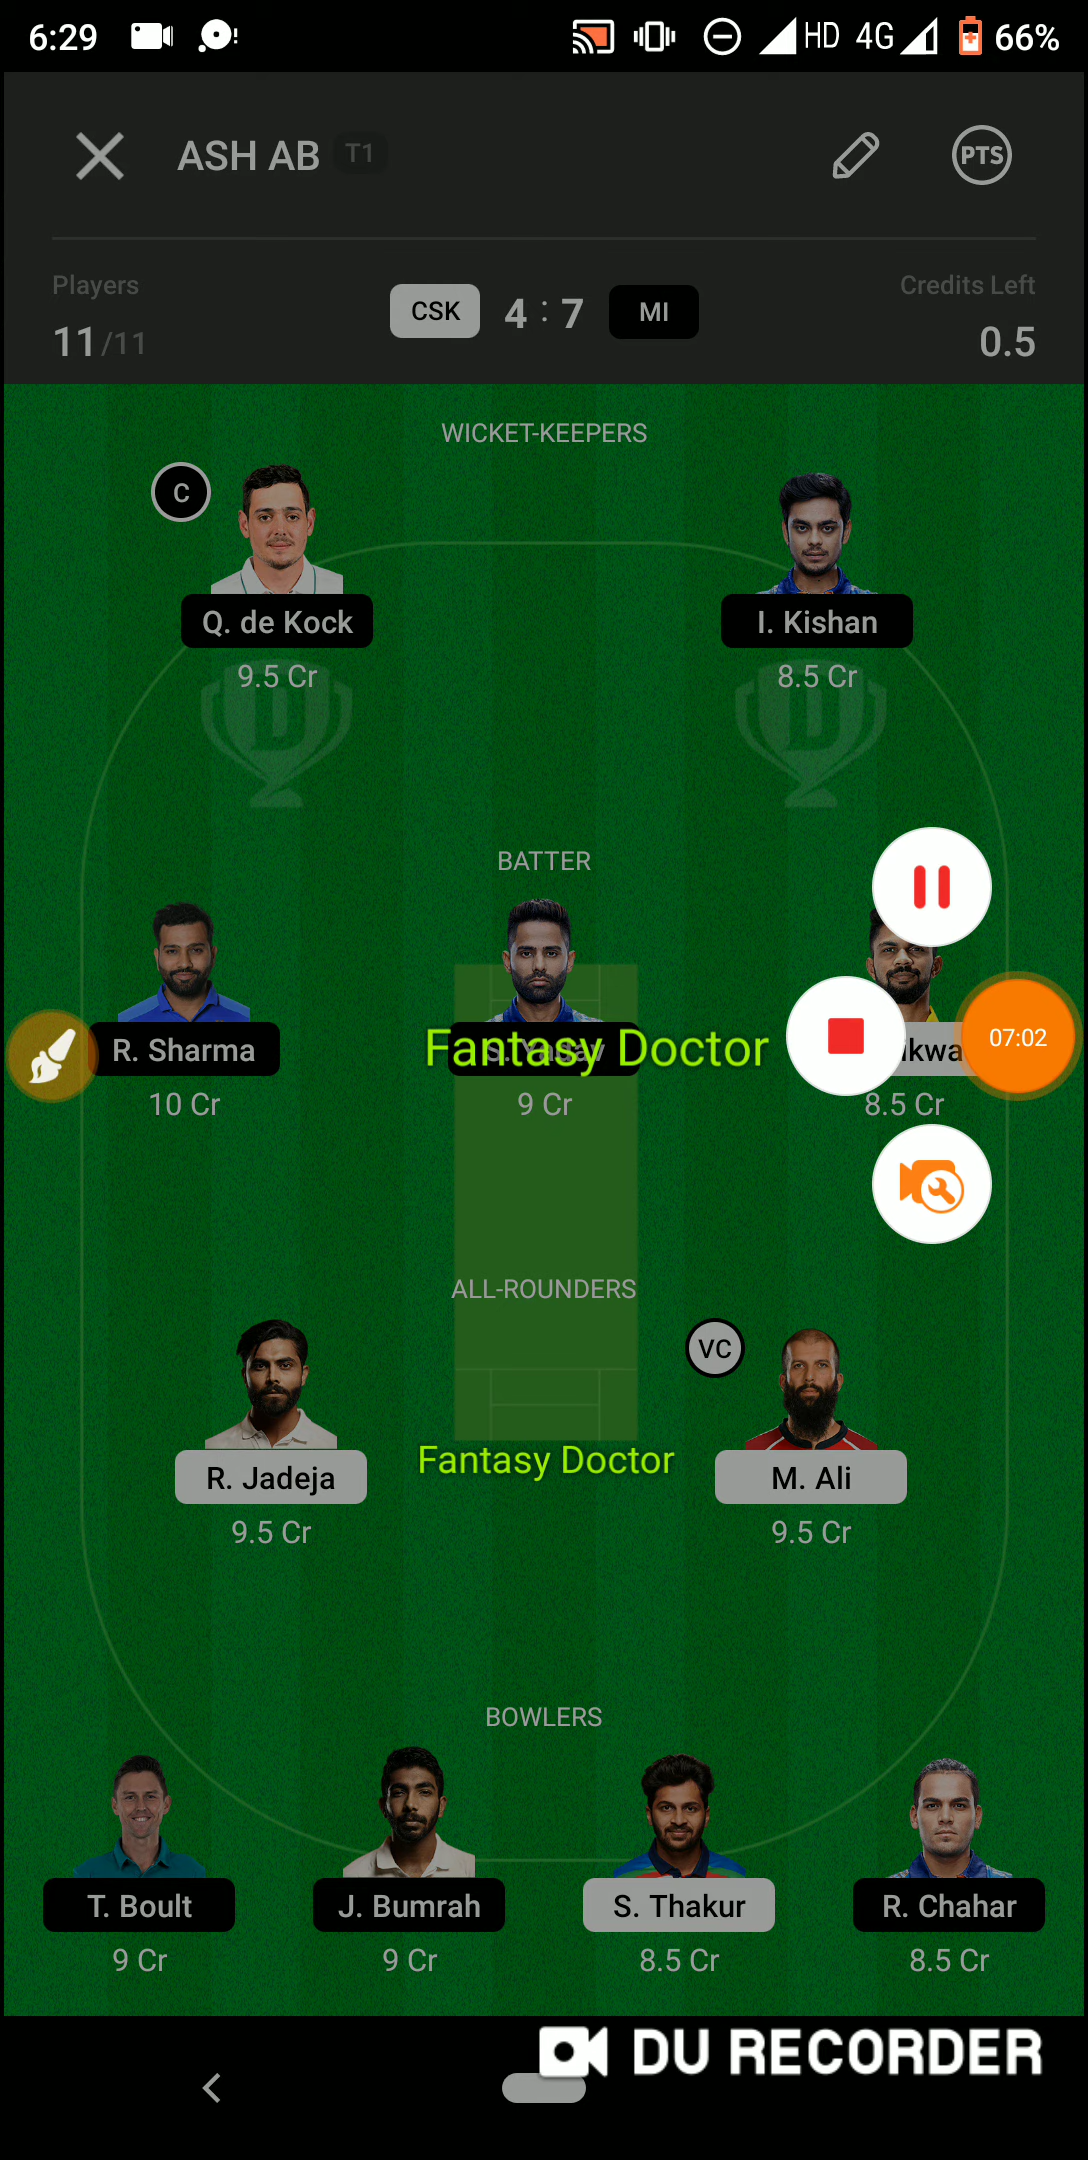 6:29 HD 4G 66%
ASH AB T1 PTS
Players Credits Left
11/11 CSK 4 : 7 MI 0.5
WICKET-KEEPERS
C
Q. de Kock I. Kishan
9.5 Cr 8.5 Cr
BATTER
R. Sharma Fantasy Doctor 07:02
10 Cr 9 Cr 8.5 Cr
ALL-ROUNDERS
VC
Fantasy Doctor
R. Jadeja M. Ali
9.5 Cr 9.5 Cr
BOWLERS
T. Boult J. Bumrah S. Thakur R. Chahar
9 Cr 9 Cr 8.5 Cr 8.5 Cr
DU RECORDER